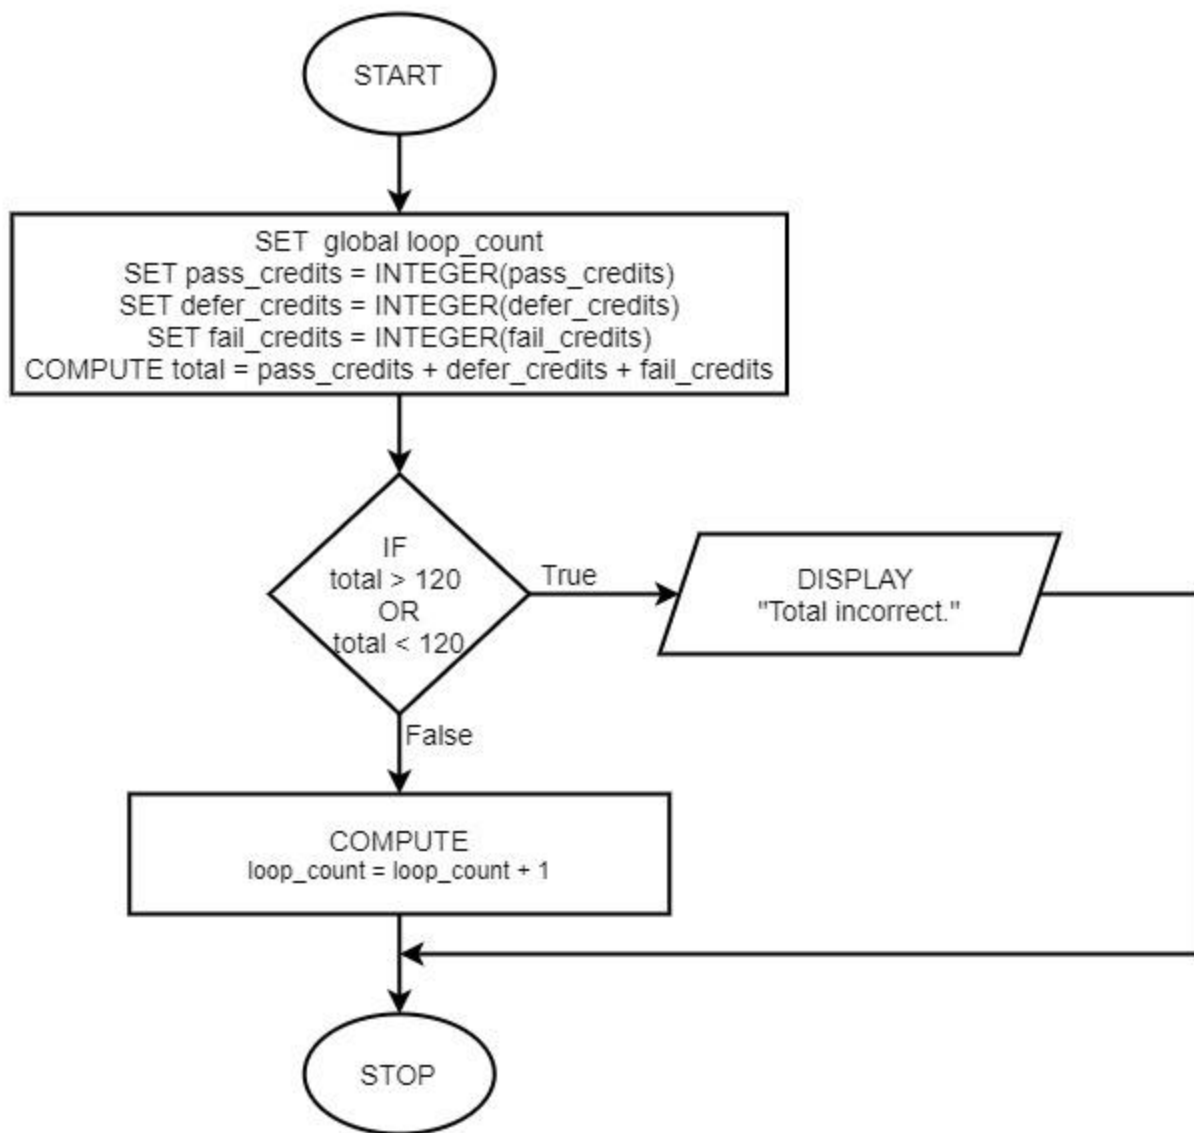 START
SET  global loop_count
SET pass_credits = INTEGER(pass_credits)
SET defer_credits = INTEGER(defer_credits)
SET fail_credits = INTEGER(fail_credits)
COMPUTE total = pass_credits + defer_credits + fail_credits
IF
total > 120
OR
total < 120
True
DISPLAY
"Total incorrect."
False
COMPUTE
loop_count = loop_count + 1
STOP